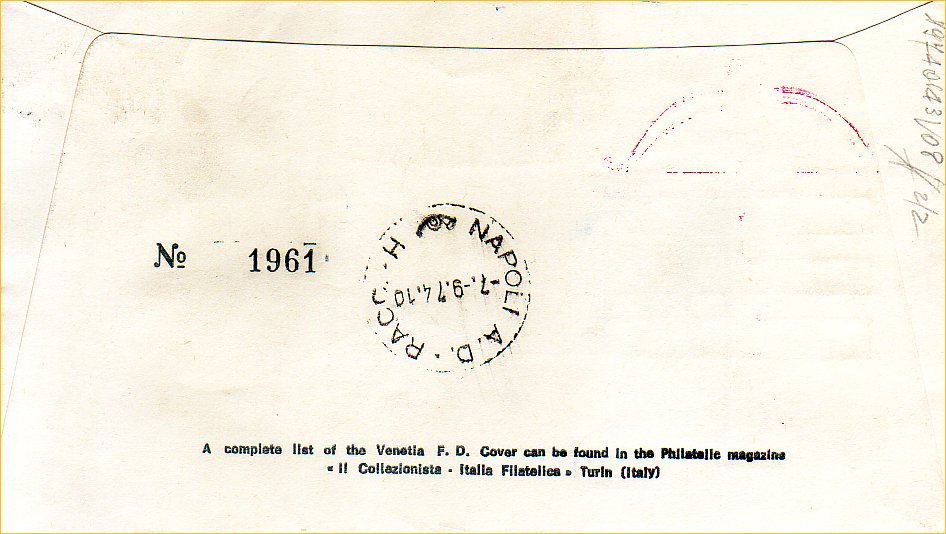 № 1961
NAPOLI A.D. · RACC. · H
-7.-9.74.10
A complete list of the Venetia F. D. Cover can be found in the Philatelic magazine
« Il Collezionista - Italia Filatelica » Turin (Italy)